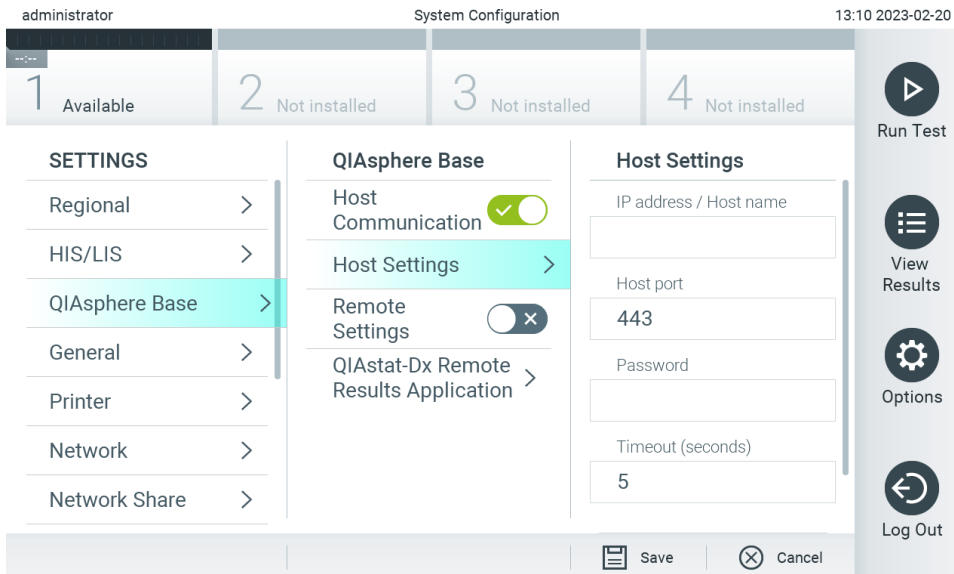 administrator
System Configuration
13:10 2023-02-20
--:--
1 Available
2 Not installed
3 Not installed
4 Not installed
Run Test
View
Results
Options
Log Out
SETTINGS
Regional
HIS/LIS
QIAsphere Base
General
Printer
Network
Network Share
QIAsphere Base
Host
Communication
Host Settings
Remote
Settings
QIAstat-Dx Remote
Results Application
Host Settings
IP address / Host name
Host port
443
Password
Timeout (seconds)
5
Save
Cancel